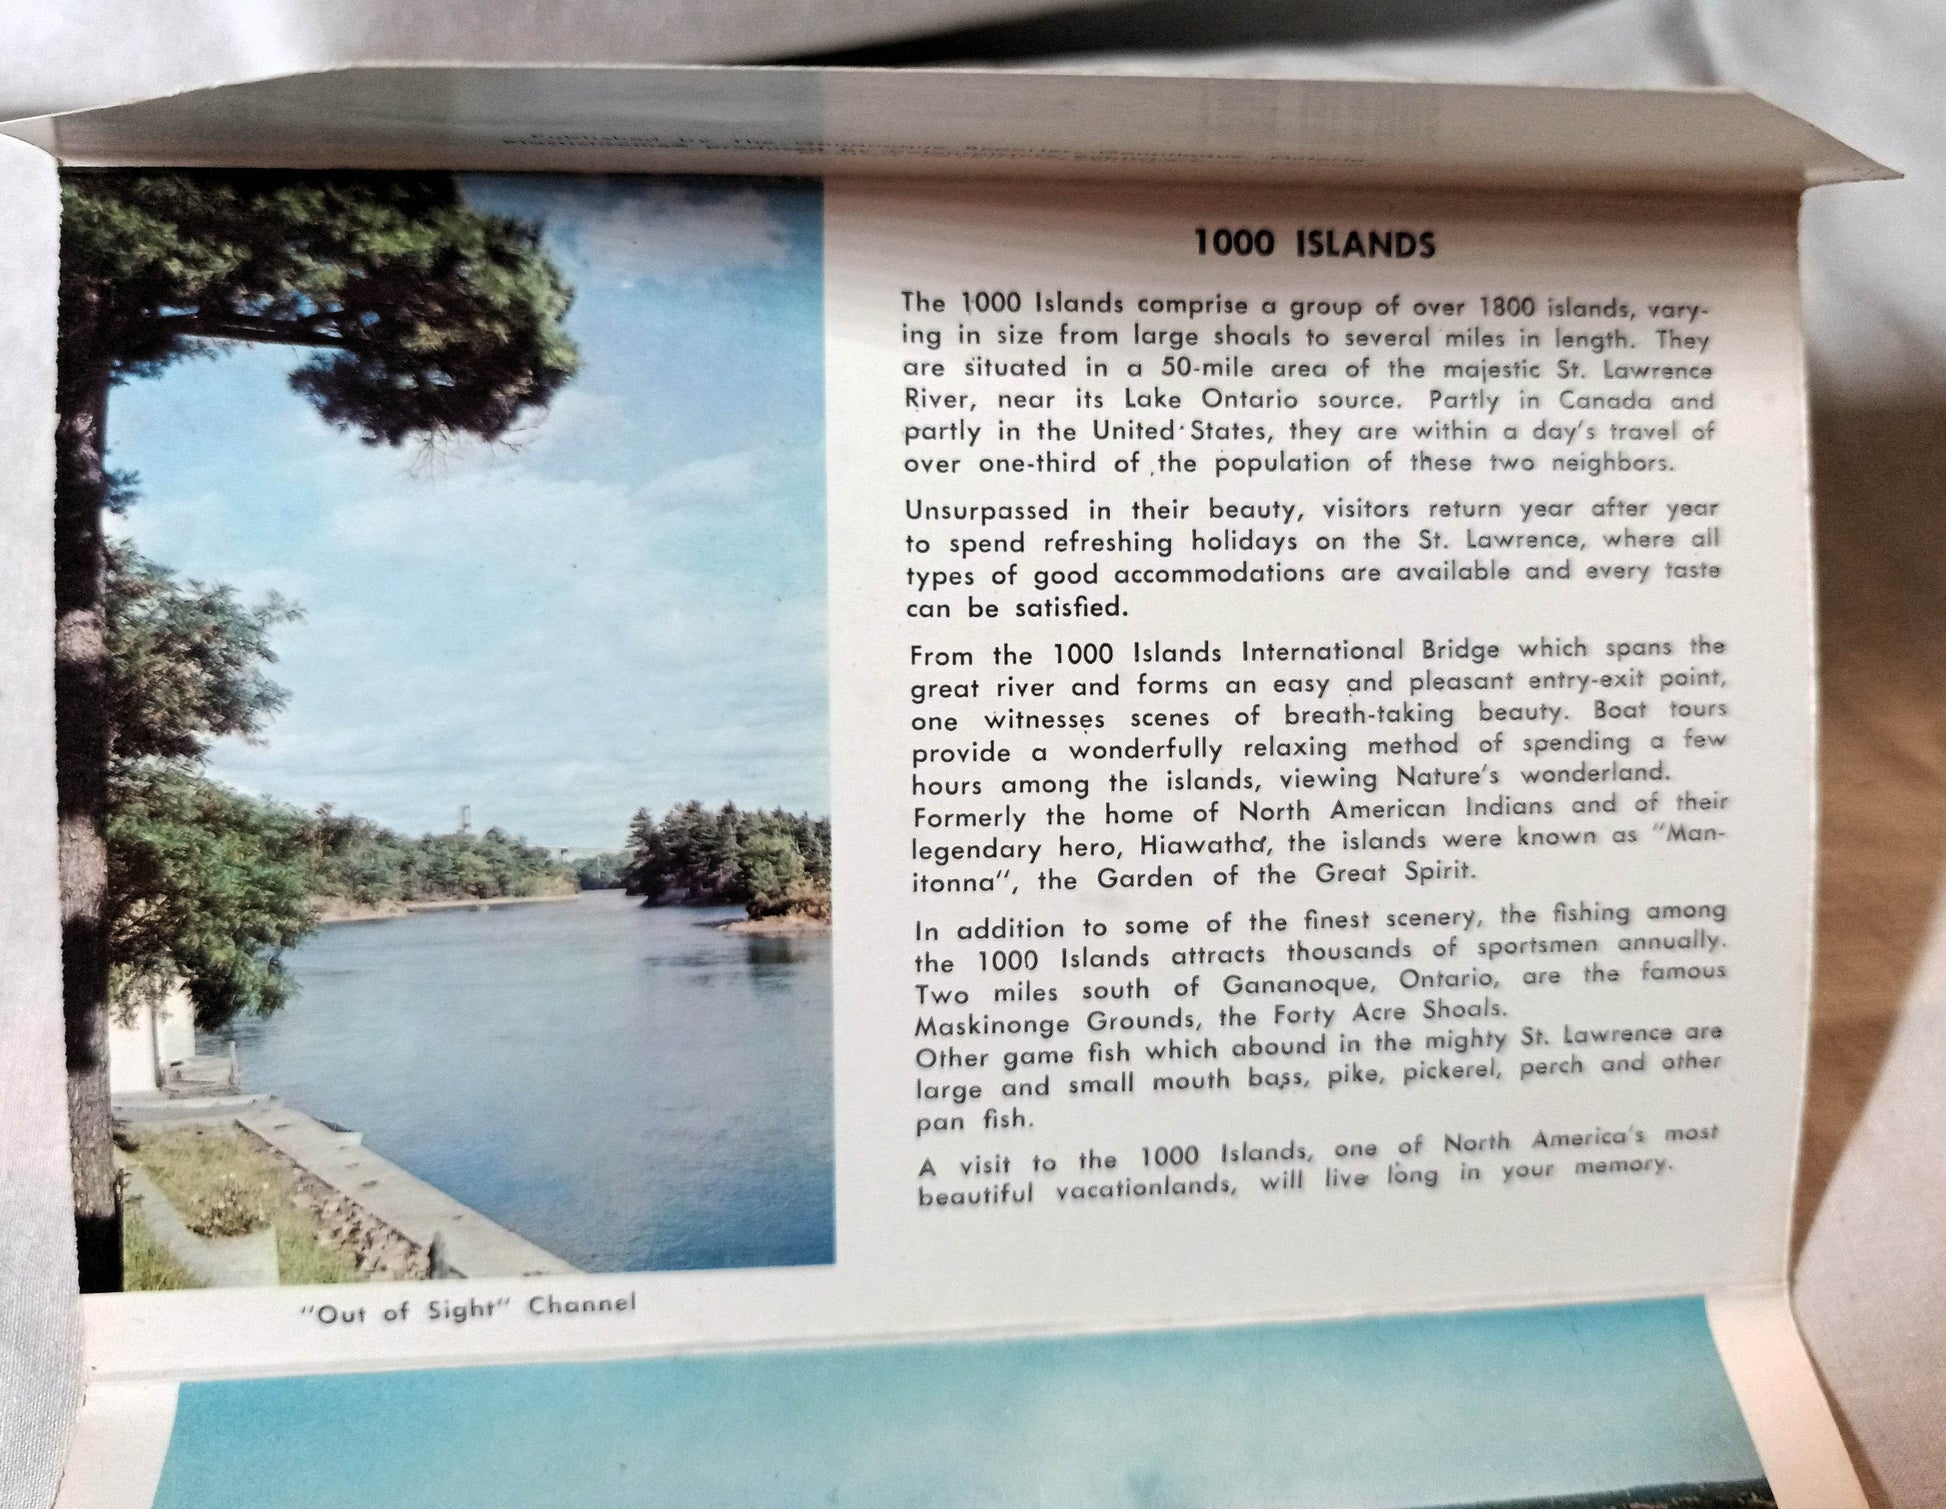 Published by The Gananoque Reporter, Gananoque, Ontario
1000 ISLANDS
The 1000 Islands comprise a group of over 1800 islands, vary-
ing in size from large shoals to several miles in length. They
are situated in a 50-mile area of the majestic St. Lawrence
River, near its Lake Ontario source. Partly in Canada and
partly in the United States, they are within a day's travel of
over one-third of the population of these two neighbors.
Unsurpassed in their beauty, visitors return year after year
to spend refreshing holidays on the St. Lawrence, where all
types of good accommodations are available and every taste
can be satisfied.
From the 1000 Islands International Bridge which spans the
great river and forms an easy and pleasant entry-exit point,
one witnesses scenes of breath-taking beauty. Boat tours
provide a wonderfully relaxing method of spending a few
hours among the islands, viewing Nature's wonderland.
Formerly the home of North American Indians and of their
legendary hero, Hiawatha, the islands were known as "Man-
itonna", the Garden of the Great Spirit.
In addition to some of the finest scenery, the fishing among
the 1000 Islands attracts thousands of sportsmen annually.
Two miles south of Gananoque, Ontario, are the famous
Maskinonge Grounds, the Forty Acre Shoals.
Other game fish which abound in the mighty St. Lawrence are
large and small mouth bass, pike, pickerel, perch and other
pan fish.
A visit to the 1000 Islands, one of North America's most
beautiful vacationlands, will live long in your memory.
"Out of Sight" Channel